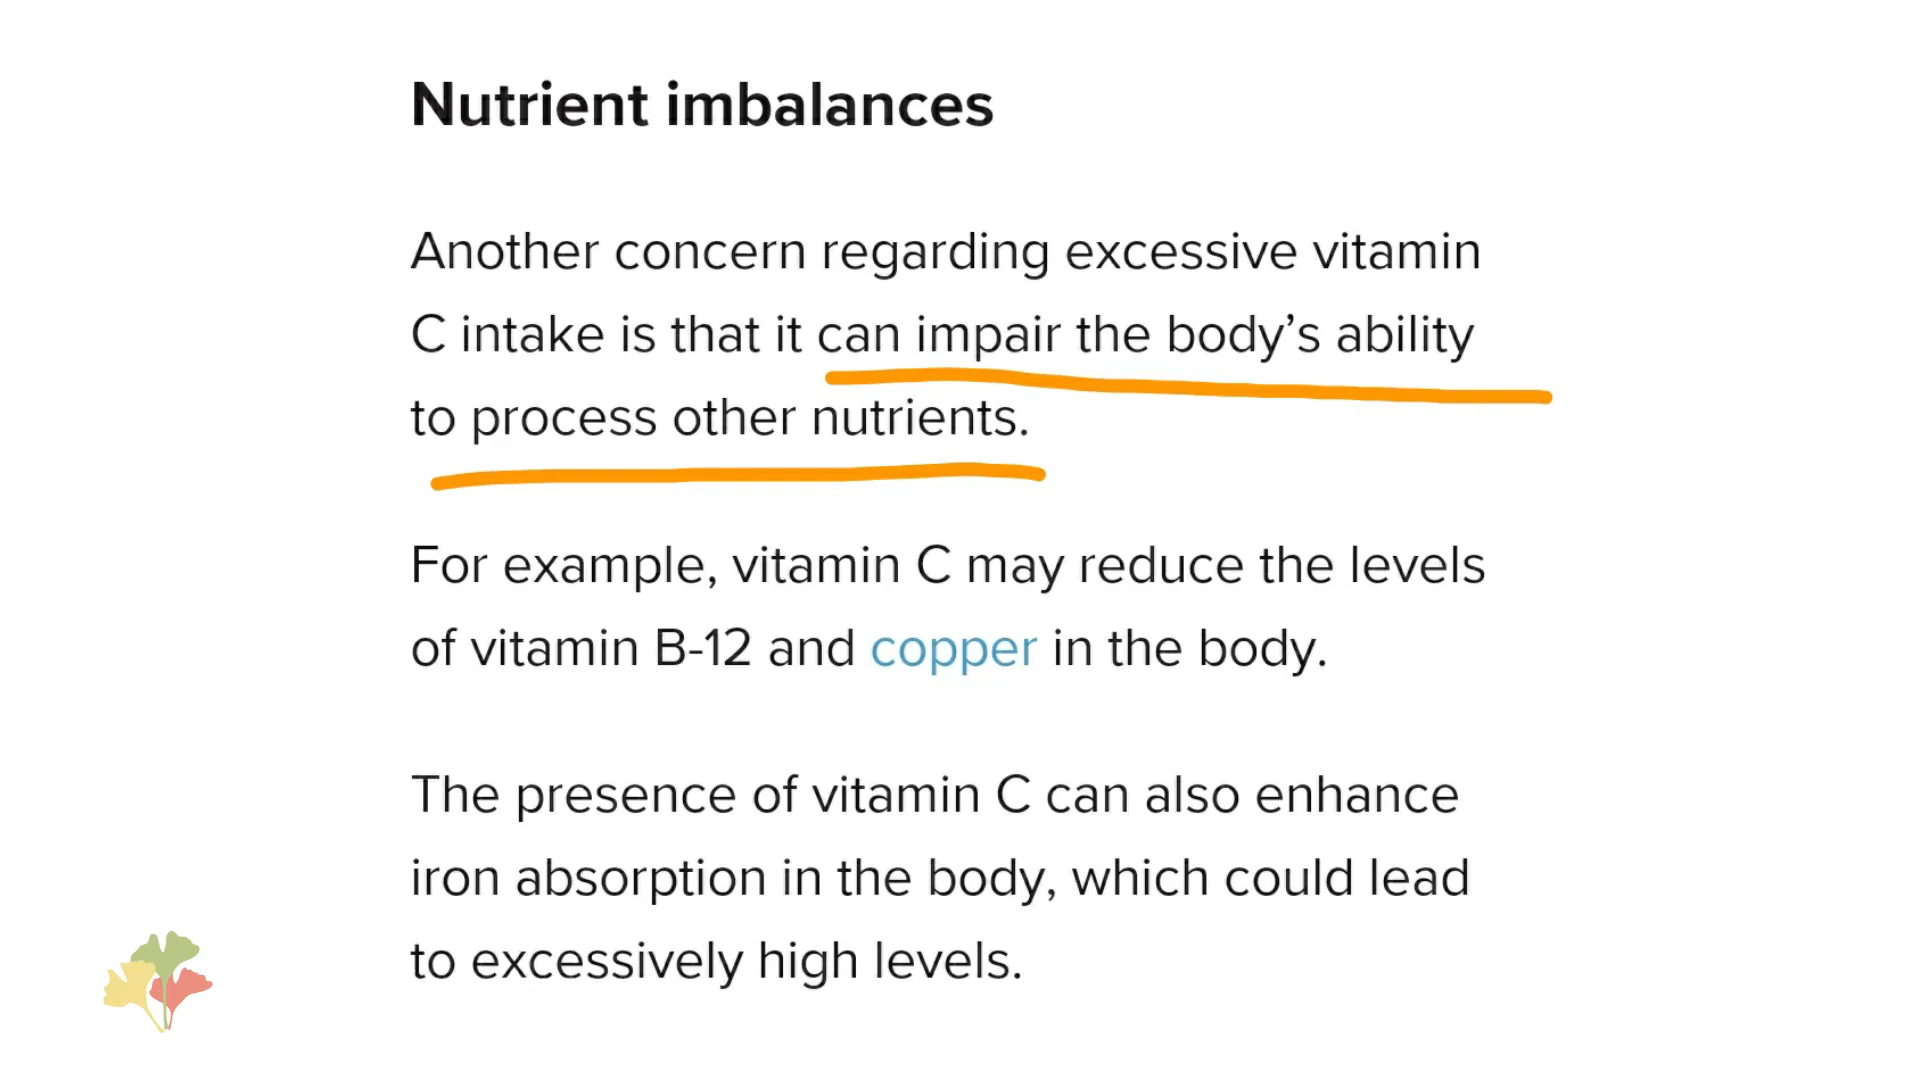 Nutrient imbalances
Another concern regarding excessive vitamin
C intake is that it can impair the body’s ability
to process other nutrients.
For example, vitamin C may reduce the levels
of vitamin B-12 and copper in the body.
The presence of vitamin C can also enhance
iron absorption in the body, which could lead
to excessively high levels.